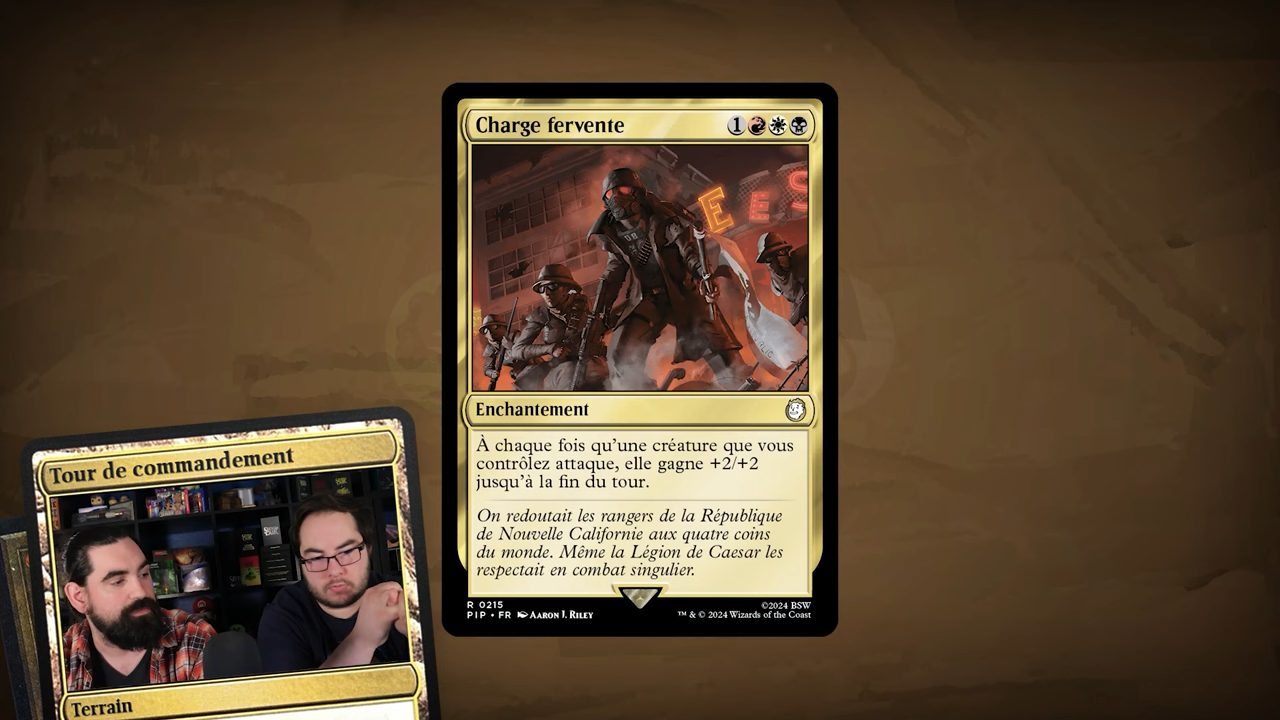 Charge fervente
1
E E S
Enchantement
À chaque fois qu'une créature que vous
contrôlez attaque, elle gagne +2/+2
jusqu'à la fin du tour.
On redoutait les rangers de la République
de Nouvelle Californie aux quatre coins
du monde. Même la Légion de Caesar les
respectait en combat singulier.
R 0215
PIP • FR AARON J. RILEY
©2024 BSW
™ & © 2024 Wizards of the Coast
Tour de commandement
Terrain